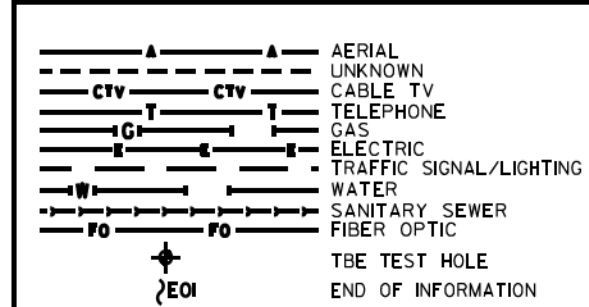 A A AERIAL
UNKNOWN
CTV CTV CABLE TV
T T TELEPHONE
G GAS
E E E ELECTRIC
TRAFFIC SIGNAL/LIGHTING
W WATER
SANITARY SEWER
FO FO FIBER OPTIC
TBE TEST HOLE
EOI END OF INFORMATION